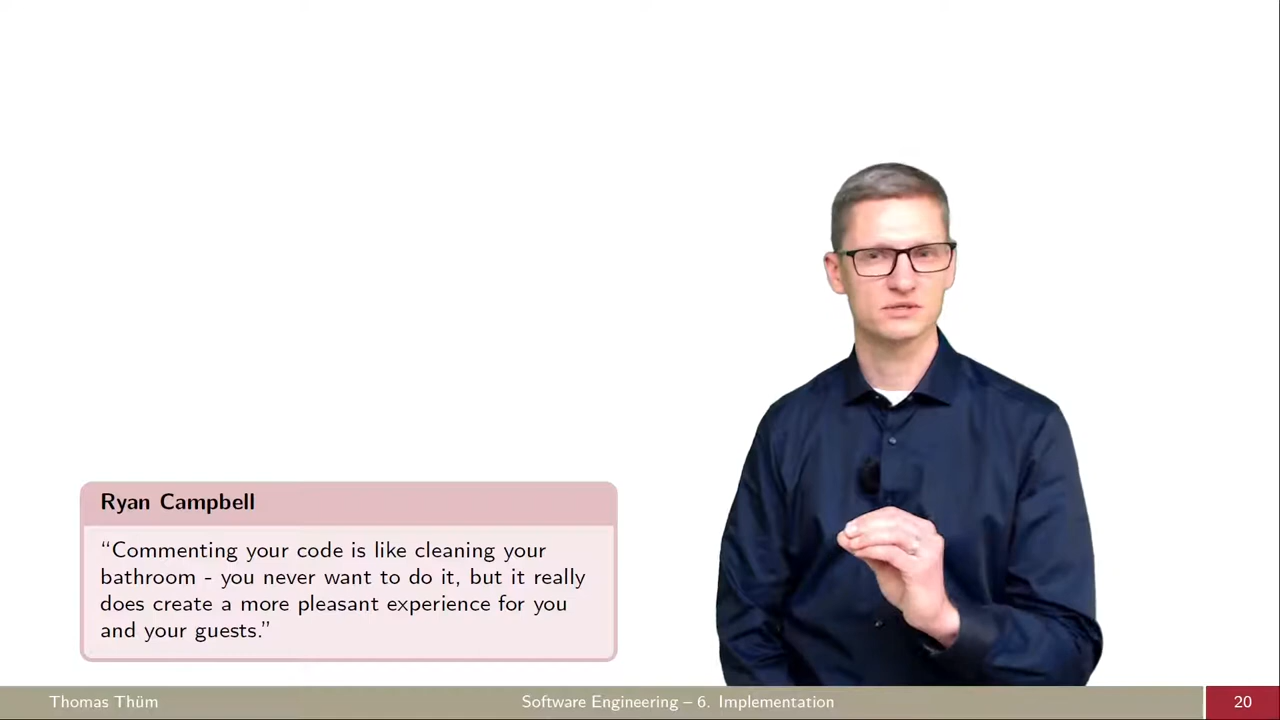 Ryan Campbell
“Commenting your code is like cleaning your
bathroom - you never want to do it, but it really
does create a more pleasant experience for you
and your guests.”
Thomas Thüm
Software Engineering – 6. Implementation
20